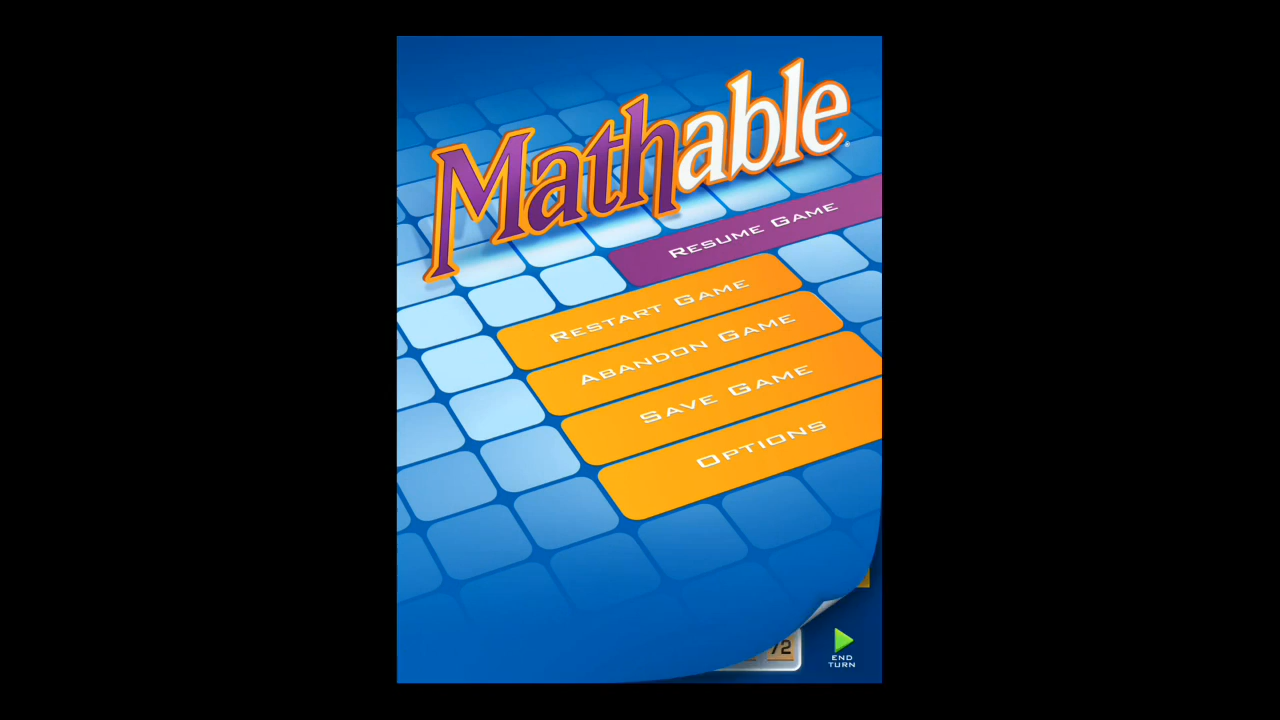 Mathable
Resume Game
Restart Game
Abandon Game
Save Game
Options
72
END
TURN